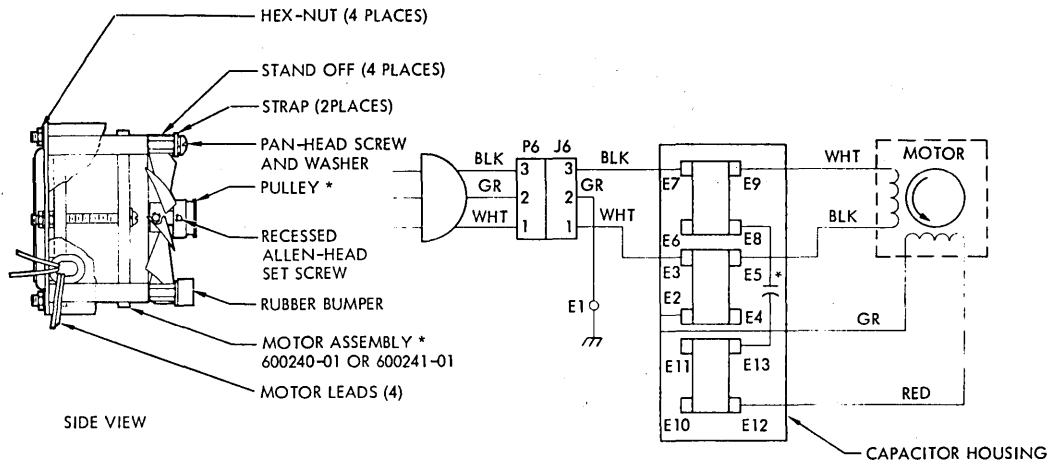 HEX-NUT (4 PLACES)
STAND OFF (4 PLACES)
STRAP (2PLACES)
PAN-HEAD SCREW
AND WASHER
PULLEY *
RECESSED
ALLEN-HEAD
SET SCREW
RUBBER BUMPER
MOTOR ASSEMBLY *
600240-01 OR 600241-01
MOTOR LEADS (4)
SIDE VIEW
P6 J6
BLK 3 3 BLK
GR 2 2 GR
WHT 1 1 WHT
E1
E7 E9
E6 E8
E3 E5 *
E2 E4
E11 E13
E10 E12
WHT
BLK
GR
RED
MOTOR
CAPACITOR HOUSING